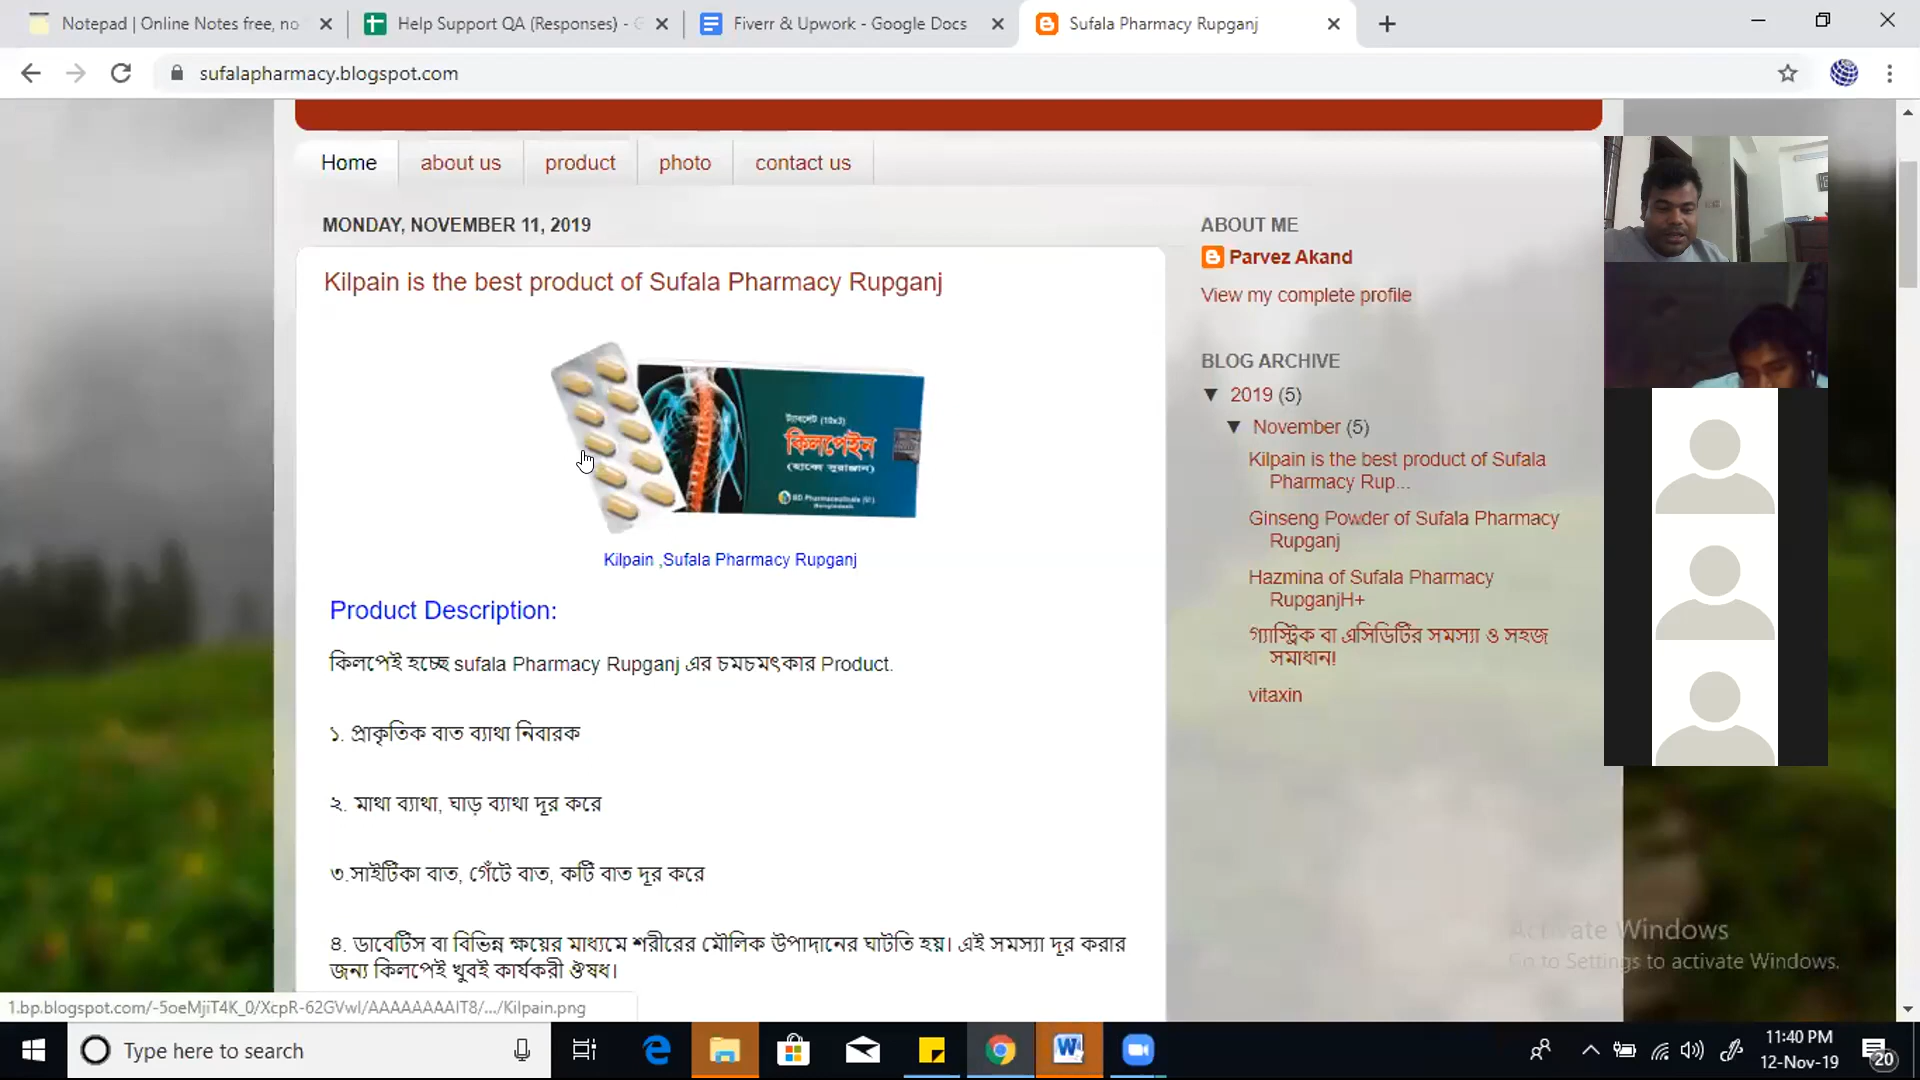 Notepad | Online Notes free, no
Help Support QA (Responses) - G
Fiverr & Upwork - Google Docs
Sufala Pharmacy Rupganj
sufalapharmacy.blogspot.com
Home
about us
product
photo
contact us
MONDAY, NOVEMBER 11, 2019
Kilpain is the best product of Sufala Pharmacy Rupganj
ট্যাবলেট (10x3)
কিলপেইন
(হাব্বে সুরাঞ্জান)
BD Pharmaceuticals (U)
Bangladesh
Kilpain ,Sufala Pharmacy Rupganj
Product Description:
কিলপেই হচ্ছে sufala Pharmacy Rupganj এর চমচমৎকার Product.
১. প্রাকৃতিক বাত ব্যাথা নিবারক
২. মাথা ব্যাথা, ঘাড় ব্যাথা দূর করে
৩.সাইটিকা বাত, গেঁটে বাত, কটি বাত দূর করে
৪. ডাবেটিস বা বিভিন্ন ক্ষয়ের মাধ্যমে শরীরের মৌলিক উপাদানের ঘাটতি হয়। এই সমস্যা দূর করার
জন্য কিলপেই খুবই কার্যকরী ঔষধ।
ABOUT ME
Parvez Akand
View my complete profile
BLOG ARCHIVE
▼ 2019 (5)
▼ November (5)
Kilpain is the best product of Sufala
Pharmacy Rup...
Ginseng Powder of Sufala Pharmacy
Rupganj
Hazmina of Sufala Pharmacy
RupganjH+
গ্যাস্ট্রিক বা এসিডিটির সমস্যা ও সহজ
সমাধান!
vitaxin
Activate Windows
Go to Settings to activate Windows.
1.bp.blogspot.com/-5oeMjiT4K_0/XcpR-62GVwI/AAAAAAAAIT8/.../Kilpain.png
Type here to search
11:40 PM
12-Nov-19
20